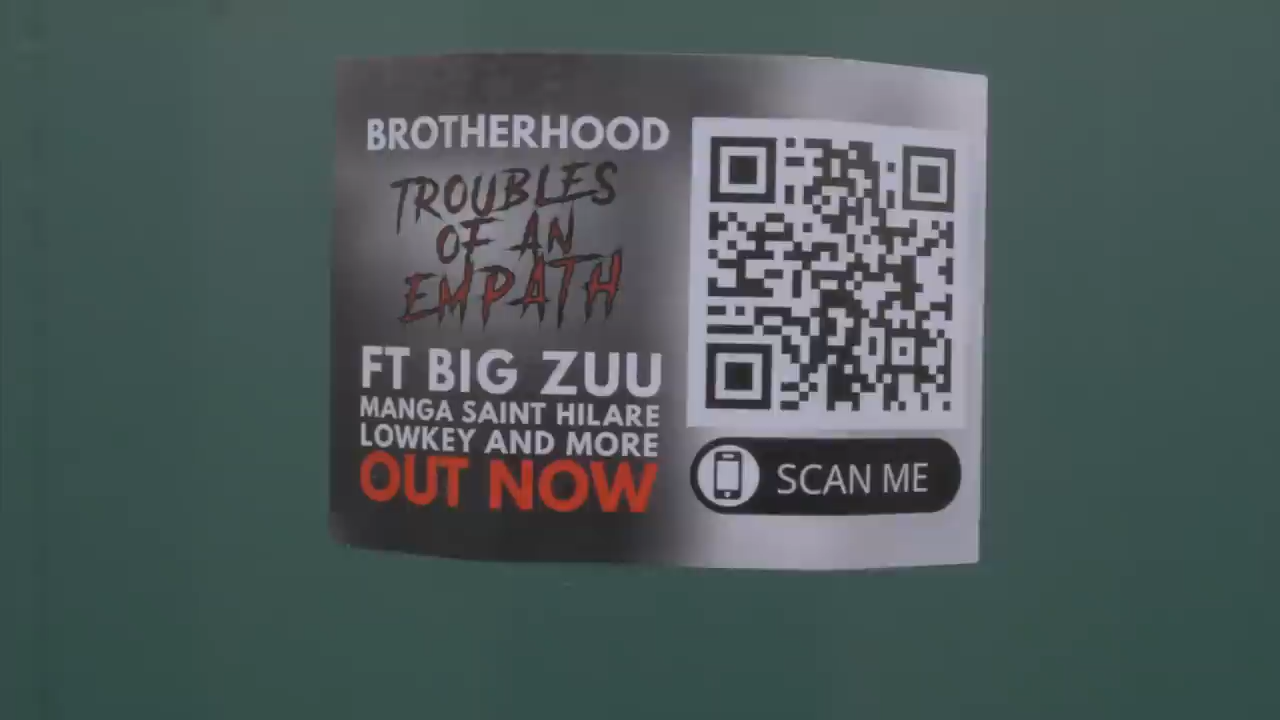 BROTHERHOOD
TROUBLES
OF AN
EMPATH
FT BIG ZUU
MANGA SAINT HILARE
LOWKEY AND MORE
OUT NOW
SCAN ME